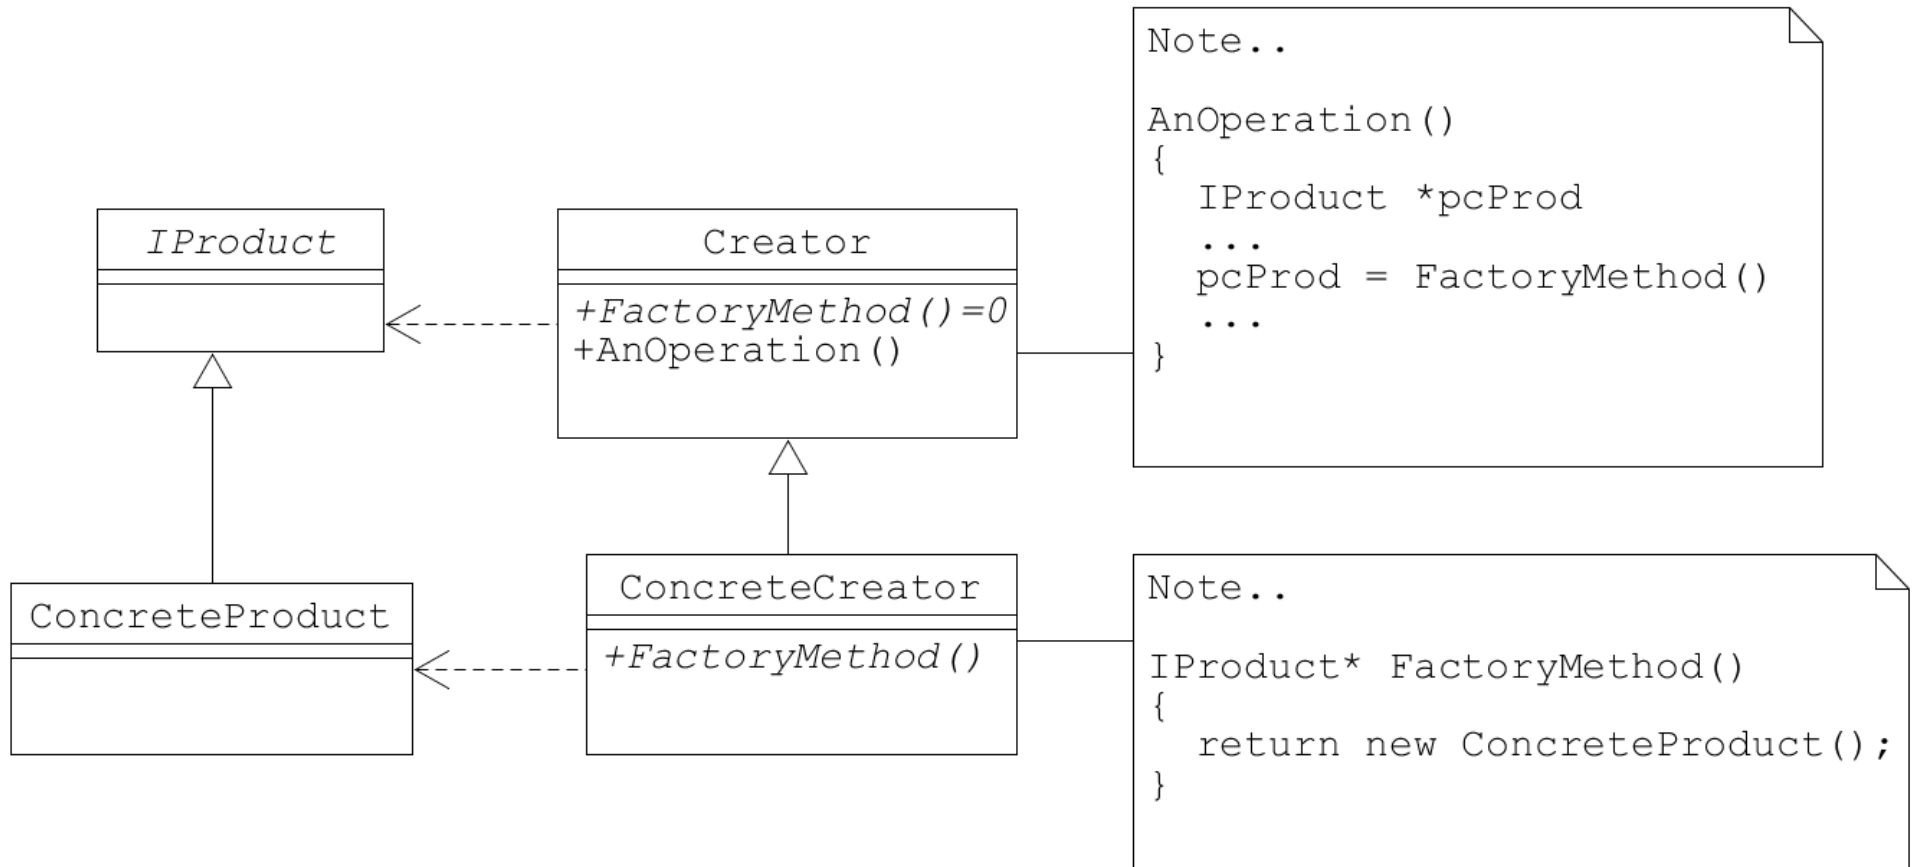 IProduct
Creator
+FactoryMethod()=0
+AnOperation()
Note..
AnOperation()
{
IProduct *pcProd
...
pcProd = FactoryMethod()
...
}
ConcreteProduct
ConcreteCreator
+FactoryMethod()
Note..
IProduct* FactoryMethod()
{
return new ConcreteProduct();
}